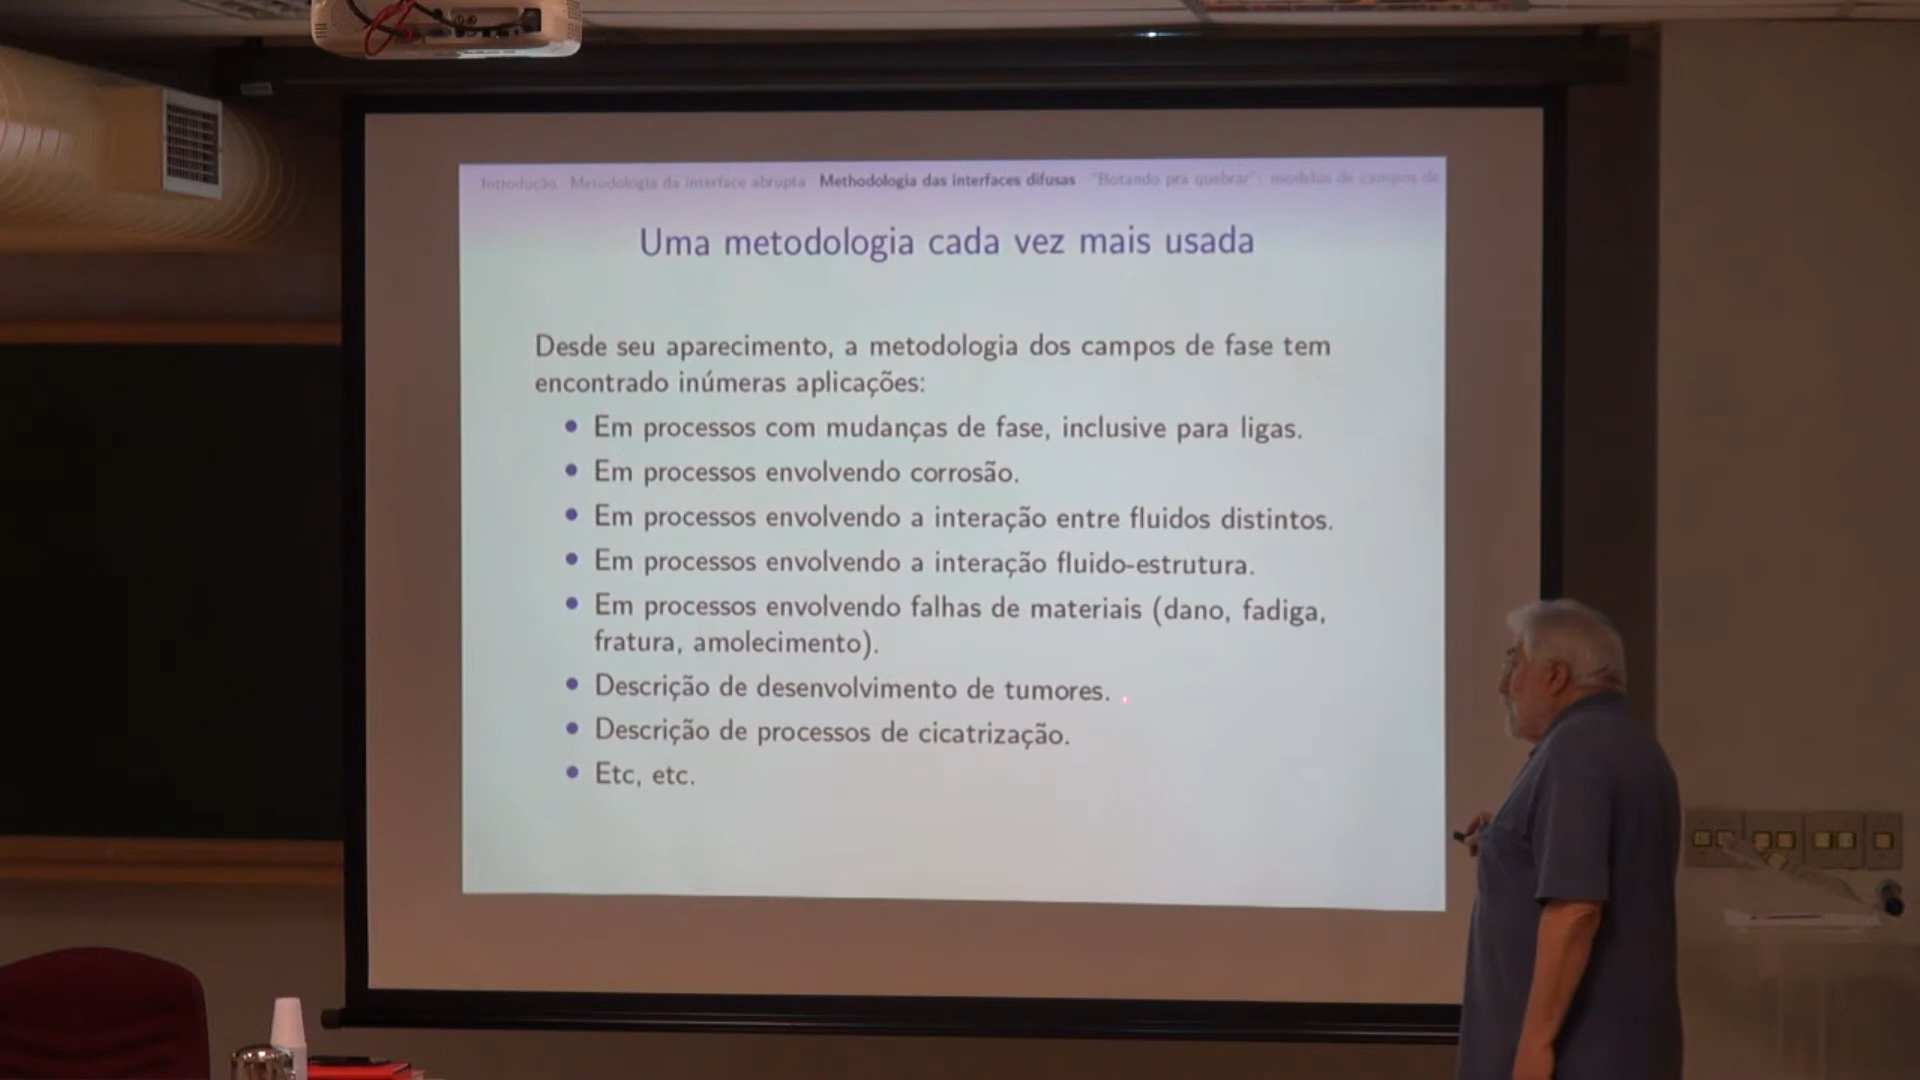 Introdução Metodologia da interface abrupta Methodologia das interfaces difusas "Botando pra quebrar": modelos de campos de
Uma metodologia cada vez mais usada
Desde seu aparecimento, a metodologia dos campos de fase tem
encontrado inúmeras aplicações:
• Em processos com mudanças de fase, inclusive para ligas.
• Em processos envolvendo corrosão.
• Em processos envolvendo a interação entre fluidos distintos.
• Em processos envolvendo a interação fluido-estrutura.
• Em processos envolvendo falhas de materiais (dano, fadiga,
fratura, amolecimento).
• Descrição de desenvolvimento de tumores.
• Descrição de processos de cicatrização.
• Etc, etc.